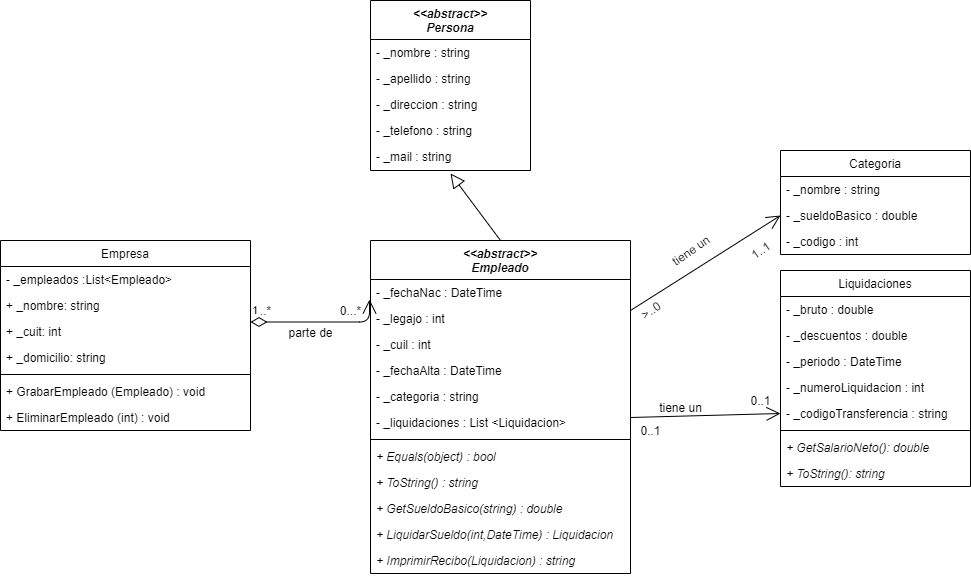 <<abstract>>
Persona
- _nombre : string
- _apellido : string
- _direccion : string
- _telefono : string
- _mail : string
Categoria
- _nombre : string
- _sueldoBasico : double
- _codigo : int
Empresa
- _empleados :List<Empleado>
+ _nombre: string
+ _cuit: int
+ _domicilio: string
+ GrabarEmpleado (Empleado) : void
+ EliminarEmpleado (int) : void
1..*
0...*
parte de
<<abstract>>
Empleado
- _fechaNac : DateTime
- _legajo : int
- _cuil : int
- _fechaAlta : DateTime
- _categoria : string
- _liquidaciones : List <Liquidacion>
+ Equals(object) : bool
+ ToString() : string
+ GetSueldoBasico(string) : double
+ LiquidarSueldo(int,DateTime) : Liquidacion
+ ImprimirRecibo(Liquidacion) : string
tiene un
1..1
>..0
tiene un
0..1
0..1
Liquidaciones
- _bruto : double
- _descuentos : double
- _periodo : DateTime
- _numeroLiquidacion : int
- _codigoTransferencia : string
+ GetSalarioNeto(): double
+ ToString(): string